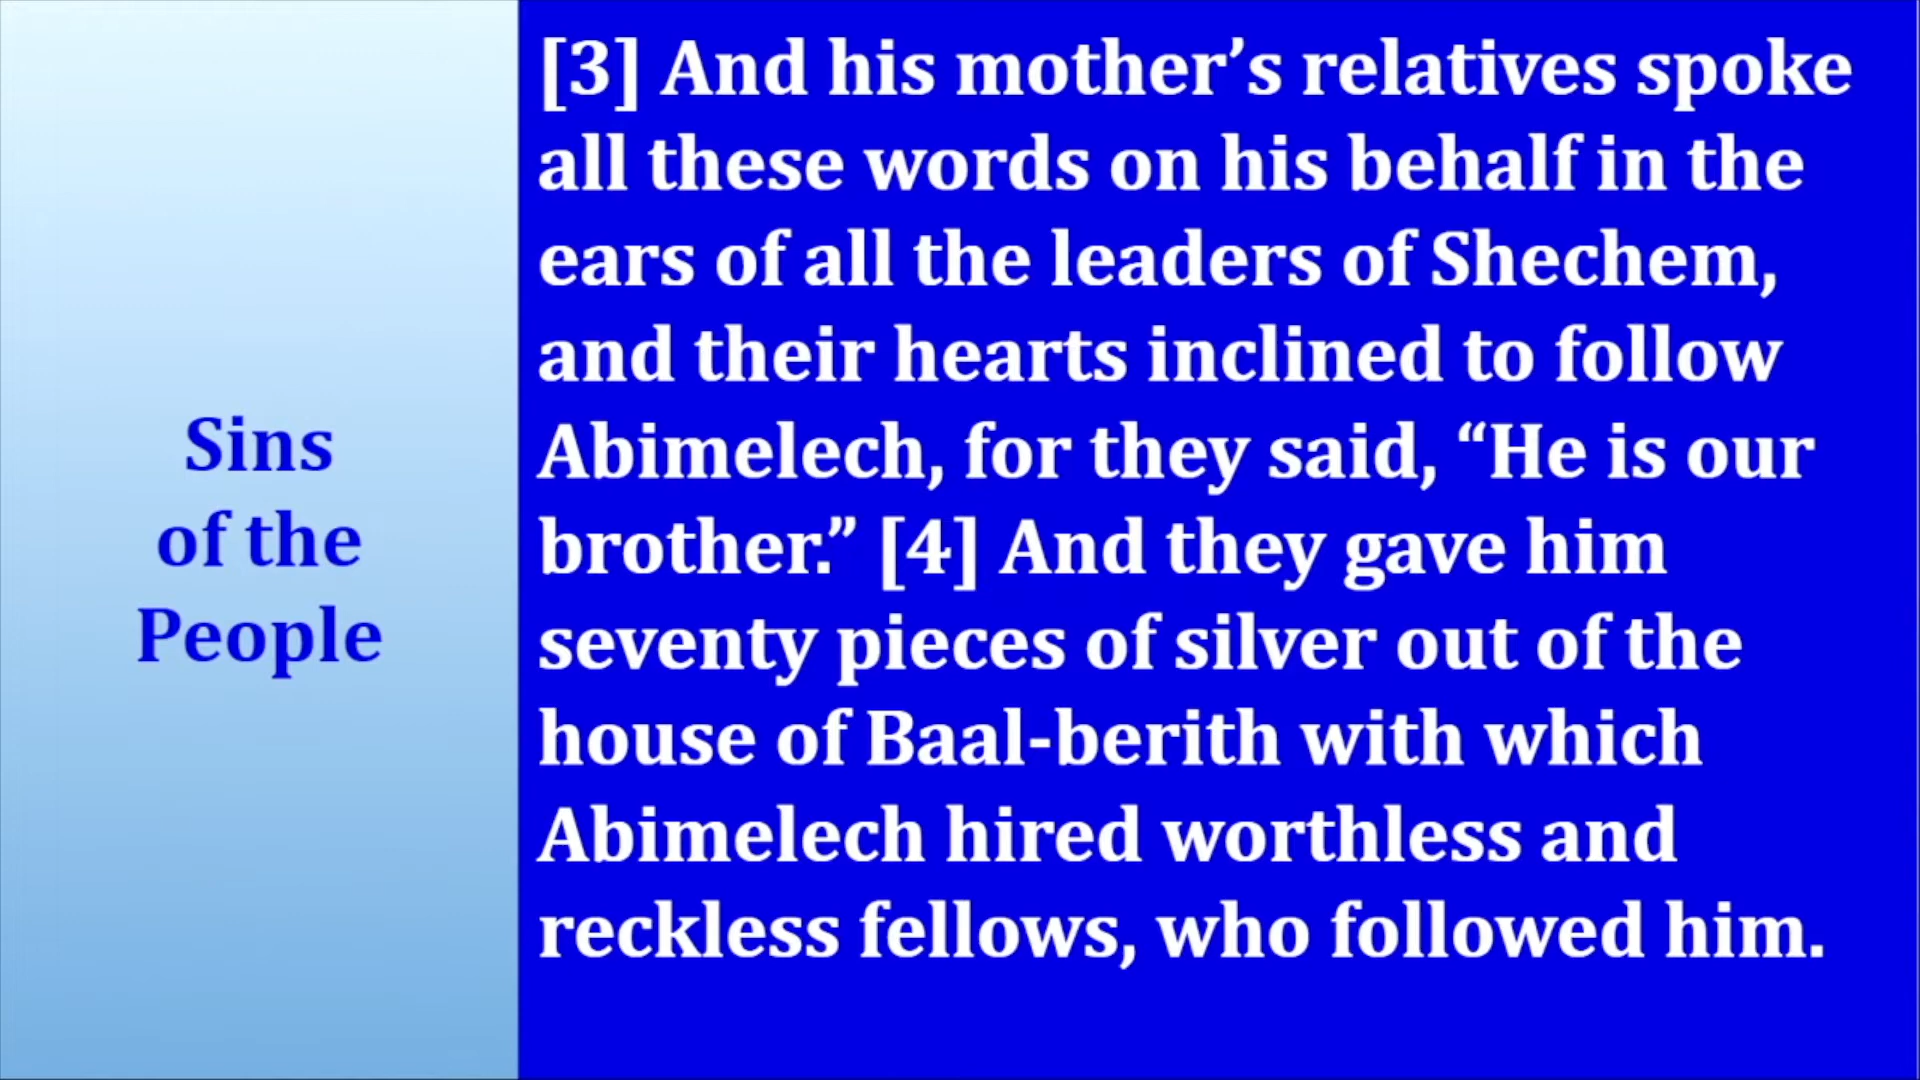 Sins
of the
People
[3] And his mother’s relatives spoke
all these words on his behalf in the
ears of all the leaders of Shechem,
and their hearts inclined to follow
Abimelech, for they said, “He is our
brother.” [4] And they gave him
seventy pieces of silver out of the
house of Baal-berith with which
Abimelech hired worthless and
reckless fellows, who followed him.